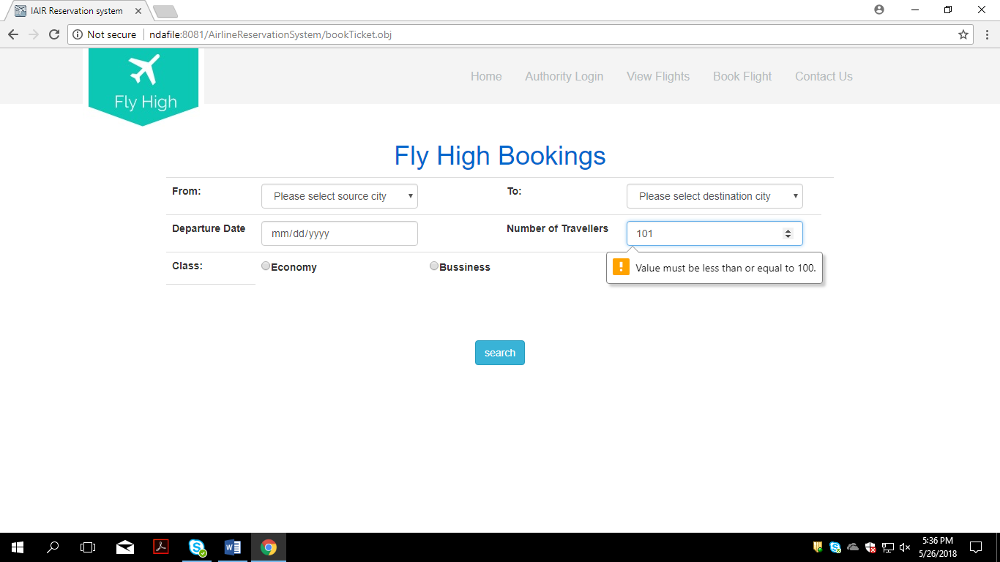 IAIR Reservation system
Not secure ndafile:8081/AirlineReservationSystem/bookTicket.obj
Fly High
Home Authority Login View Flights Book Flight Contact Us
Fly High Bookings
From: Please select source city To: Please select destination city
Departure Date mm/dd/yyyy Number of Travellers 101
Class: Economy Bussiness
! Value must be less than or equal to 100.
search
5:36 PM
5/26/2018